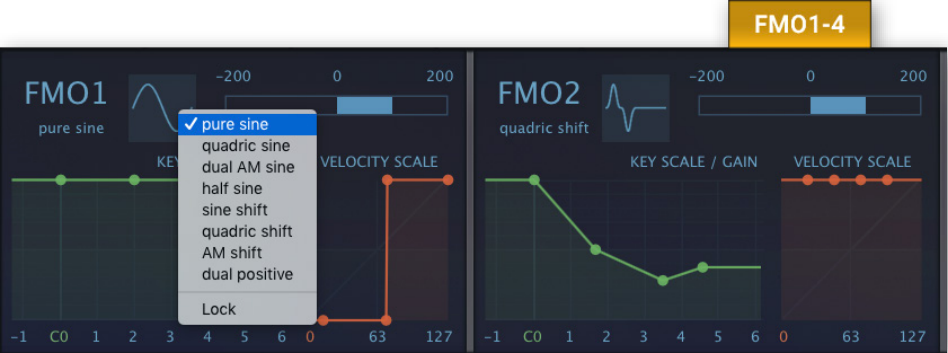 FMO1-4
FMO1
pure sine
-200 0 200
✓ pure sine
quadric sine
dual AM sine
half sine
sine shift
quadric shift
AM shift
dual positive
Lock
KEY
VELOCITY SCALE
-1 C0 1 2 3 4 5 6
0 63 127
FMO2
quadric shift
-200 0 200
KEY SCALE / GAIN
VELOCITY SCALE
-1 C0 1 2 3 4 5 6
0 63 127